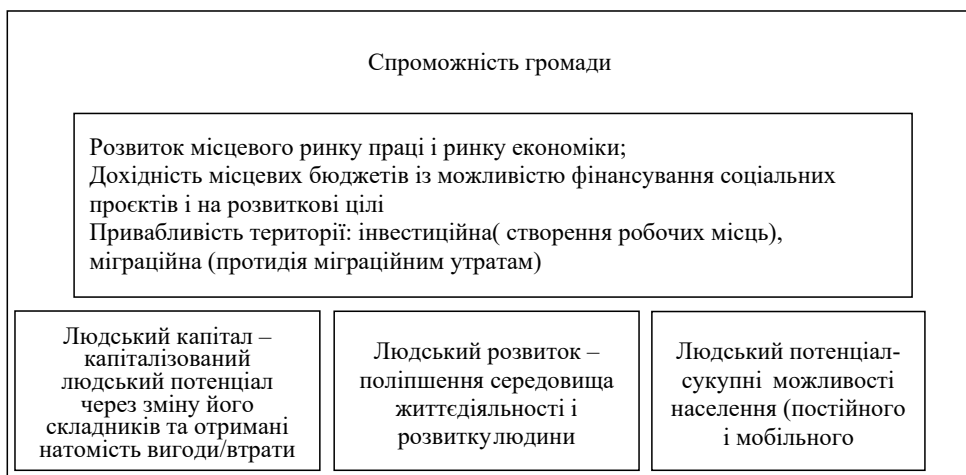 Спроможність громади
Розвиток місцевого ринку праці і ринку економіки;
Дохідність місцевих бюджетів із можливістю фінансування соціальних
проєктів і на розвиткові цілі
Привабливість території: інвестиційна( створення робочих місць),
міграційна (протидія міграційним утратам)
Людський капітал –
капіталізований
людський потенціал
через зміну його
складників та отримані
натомість вигоди/втрати
Людський розвиток –
поліпшення середовища
життєдіяльності і
розвиткулюдини
Людський потенціал-
сукупні можливості
населення (постійного
і мобільного